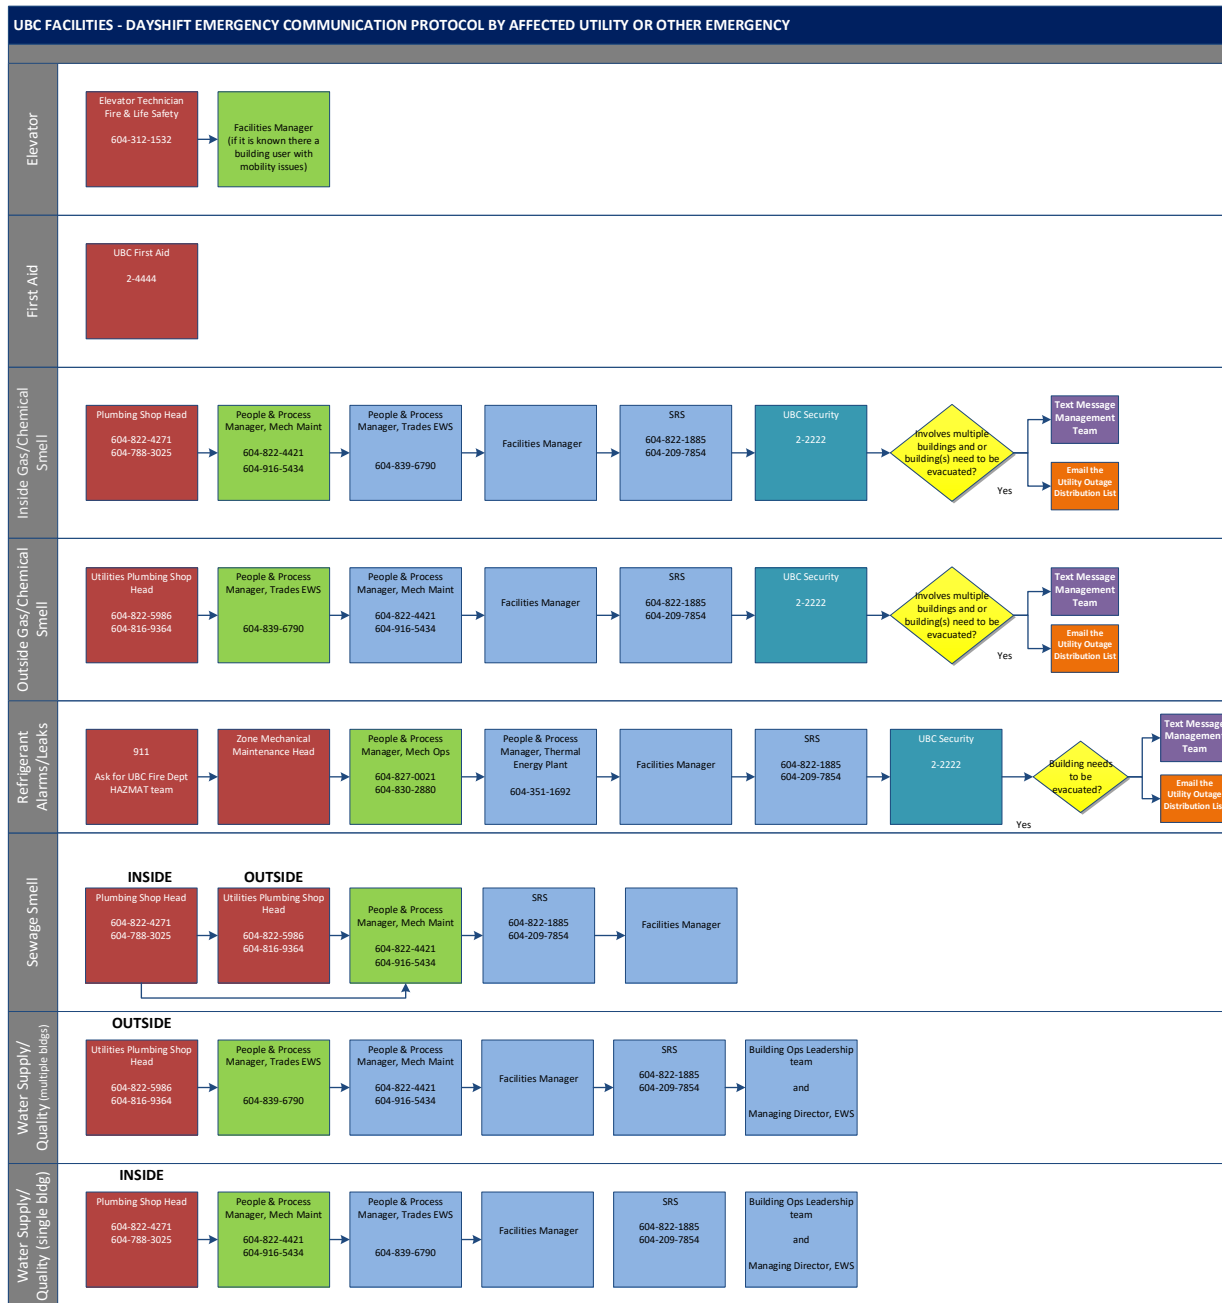 UBC FACILITIES - DAYSHIFT EMERGENCY COMMUNICATION PROTOCOL BY AFFECTED UTILITY OR OTHER EMERGENCY
Elevator
Elevator Technician
Fire & Life Safety
604-312-1532
Facilities Manager
(if it is known there a
building user with
mobility issues)
First Aid
UBC First Aid
2-4444
Inside Gas/Chemical
Smell
Plumbing Shop Head
604-822-4271
604-788-3025
People & Process
Manager, Mech Maint
604-822-4421
604-916-5434
People & Process
Manager, Trades EWS
604-839-6790
Facilities Manager
SRS
604-822-1885
604-209-7854
UBC Security
2-2222
Involves multiple
buildings and or
building(s) need to be
evacuated?
Yes
Text Message
Management
Team
Email the
Utility Outage
Distribution List
Outside Gas/Chemical
Smell
Utilities Plumbing Shop
Head
604-822-5986
604-816-9364
People & Process
Manager, Trades EWS
604-839-6790
People & Process
Manager, Mech Maint
604-822-4421
604-916-5434
Facilities Manager
SRS
604-822-1885
604-209-7854
UBC Security
2-2222
Involves multiple
buildings and or
building(s) need to be
evacuated?
Yes
Text Message
Management
Team
Email the
Utility Outage
Distribution List
Refrigerant
Alarms/Leaks
911
Ask for UBC Fire Dept
HAZMAT team
Zone Mechanical
Maintenance Head
People & Process
Manager, Mech Ops
604-827-0021
604-830-2880
People & Process
Manager, Thermal
Energy Plant
604-351-1692
Facilities Manager
SRS
604-822-1885
604-209-7854
UBC Security
2-2222
Building needs
to be
evacuated?
Yes
Text Message
Management
Team
Email the
Utility Outage
Distribution List
Sewage Smell
INSIDE
Plumbing Shop Head
604-822-4271
604-788-3025
OUTSIDE
Utilities Plumbing Shop
Head
604-822-5986
604-816-9364
People & Process
Manager, Mech Maint
604-822-4421
604-916-5434
SRS
604-822-1885
604-209-7854
Facilities Manager
Water Supply/
Quality (multiple bldgs)
OUTSIDE
Utilities Plumbing Shop
Head
604-822-5986
604-816-9364
People & Process
Manager, Trades EWS
604-839-6790
People & Process
Manager, Mech Maint
604-822-4421
604-916-5434
Facilities Manager
SRS
604-822-1885
604-209-7854
Building Ops Leadership
team
and
Managing Director, EWS
Water Supply/
Quality (single bldg)
INSIDE
Plumbing Shop Head
604-822-4271
604-788-3025
People & Process
Manager, Mech Maint
604-822-4421
604-916-5434
People & Process
Manager, Trades EWS
604-839-6790
Facilities Manager
SRS
604-822-1885
604-209-7854
Building Ops Leadership
team
and
Managing Director, EWS